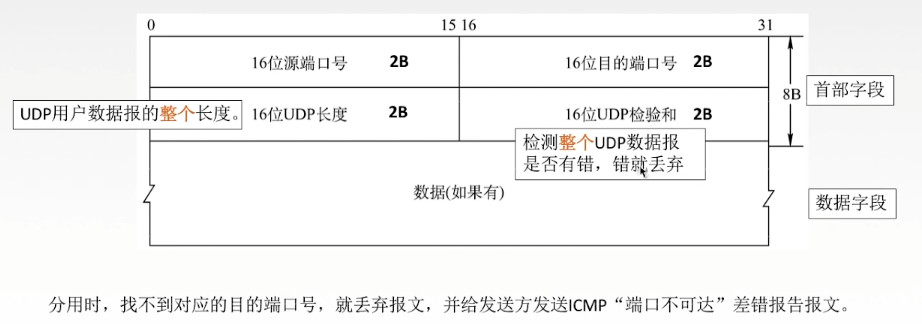 0 15 16 31
16位源端口号 2B 16位目的端口号 2B
8B
首部字段
UDP用户数据报的整个长度。
16位UDP长度 2B 16位UDP检验和 2B
检测整个UDP数据报
是否有错，错就丢弃
数据(如果有)
数据字段
分用时，找不到对应的目的端口号，就丢弃报文，并给发送方发送ICMP“端口不可达”差错报告报文。